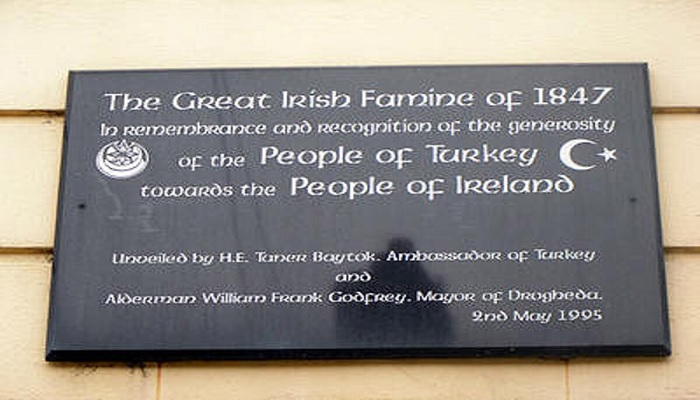 The Great Irish Famine of 1847
In remembrance and recognition of the generosity
of the People of Turkey
towards the People of Ireland
Unveiled by H.E. Taner Baytok, Ambassador of Turkey
and
Alderman William Frank Godfrey, Mayor of Drogheda.
2nd May 1995